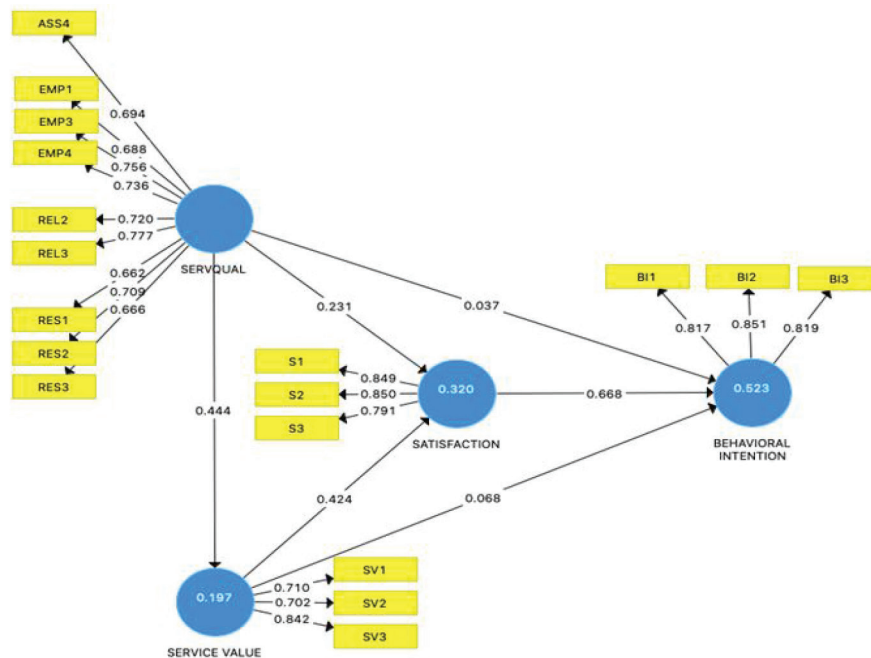 ASS4
0.694
EMP1
0.688
EMP3
0.756
EMP4
0.736
REL2
0.720
REL3
0.777
SERVQUAL
RES1
0.662
RES2
0.709
RES3
0.666
0.231
0.037
BI1
BI2
BI3
0.817
0.851
0.819
S1
0.849
S2
0.850
S3
0.791
0.320
SATISFACTION
0.668
0.523
BEHAVIORAL
INTENTION
0.444
0.424
0.068
0.197
SERVICE VALUE
0.710
SV1
0.702
SV2
0.842
SV3